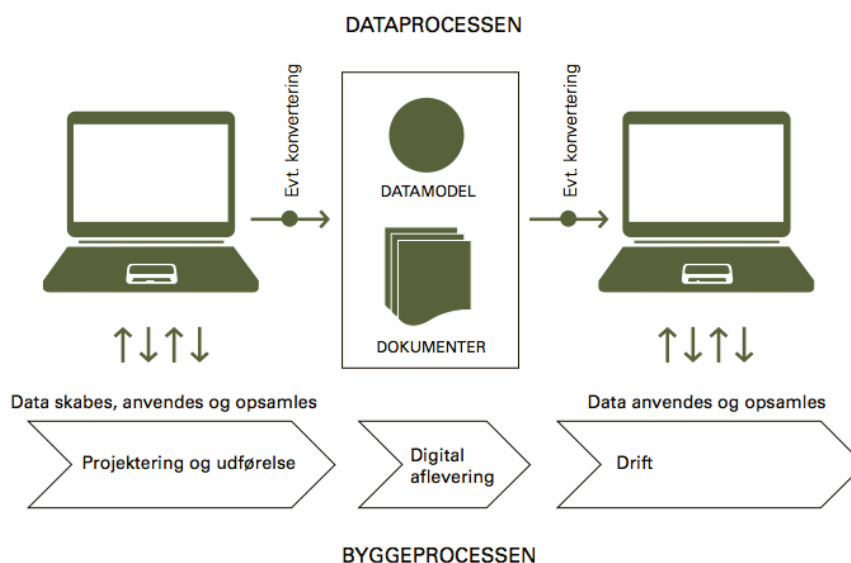 DATAPROCESSEN
Evt. konvertering
DATAMODEL
DOKUMENTER
Evt. konvertering
Data skabes, anvendes og opsamles
Data anvendes og opsamles
Projektering og udførelse
Digital
aflevering
Drift
BYGGEPROCESSEN